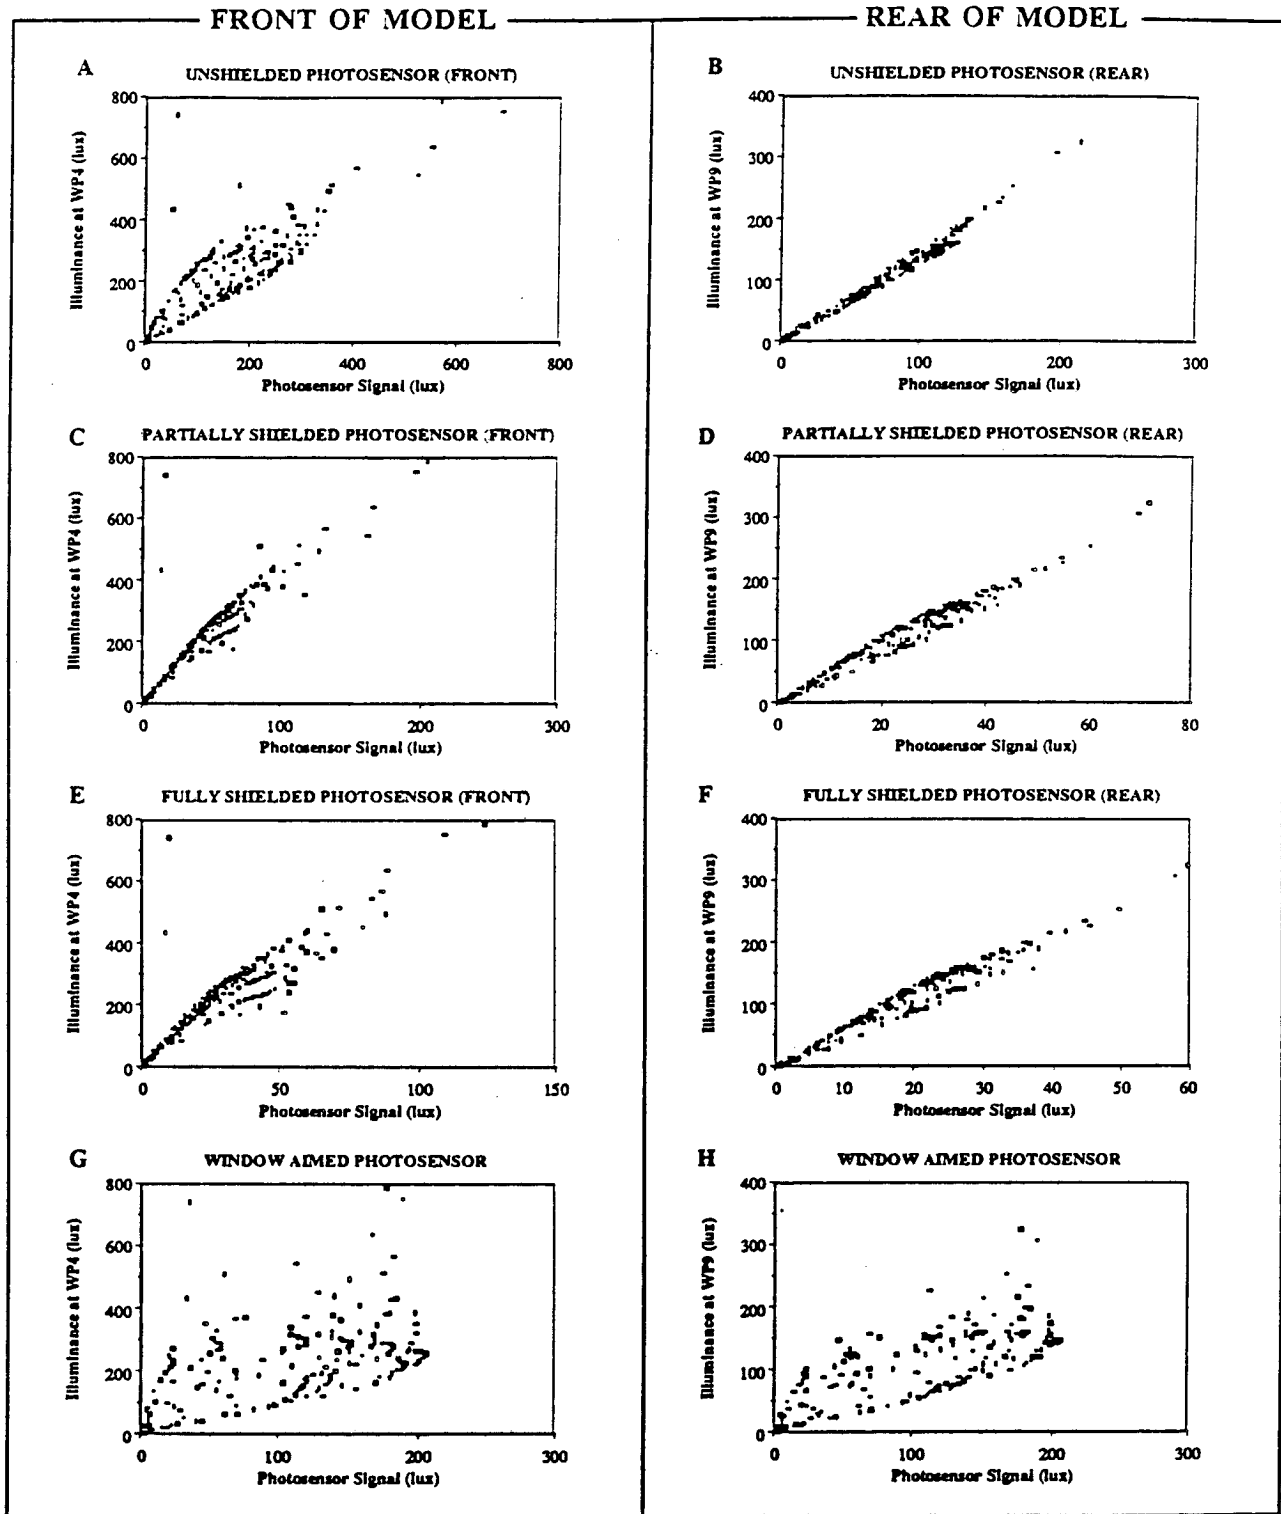 FRONT OF MODEL
REAR OF MODEL
A
UNSHIELDED PHOTOSENSOR (FRONT)
Illuminance at WP4 (lux)
800
600
400
200
0
0 200 400 600 800
Photosensor Signal (lux)
B
UNSHIELDED PHOTOSENSOR (REAR)
Illuminance at WP9 (lux)
400
300
200
100
0
0 100 200 300
Photosensor Signal (lux)
C
PARTIALLY SHIELDED PHOTOSENSOR (FRONT)
Illuminance at WP4 (lux)
800
600
400
200
0
0 100 200 300
Photosensor Signal (lux)
D
PARTIALLY SHIELDED PHOTOSENSOR (REAR)
Illuminance at WP9 (lux)
400
300
200
100
0
0 20 40 60 80
Photosensor Signal (lux)
E
FULLY SHIELDED PHOTOSENSOR (FRONT)
Illuminance at WP4 (lux)
800
600
400
200
0
0 50 100 150
Photosensor Signal (lux)
F
FULLY SHIELDED PHOTOSENSOR (REAR)
Illuminance at WP9 (lux)
400
300
200
100
0
0 10 20 30 40 50 60
Photosensor Signal (lux)
G
WINDOW AIMED PHOTOSENSOR
Illuminance at WP4 (lux)
800
600
400
200
0
0 100 200 300
Photosensor Signal (lux)
H
WINDOW AIMED PHOTOSENSOR
Illuminance at WP9 (lux)
400
300
200
100
0
0 100 200 300
Photosensor Signal (lux)